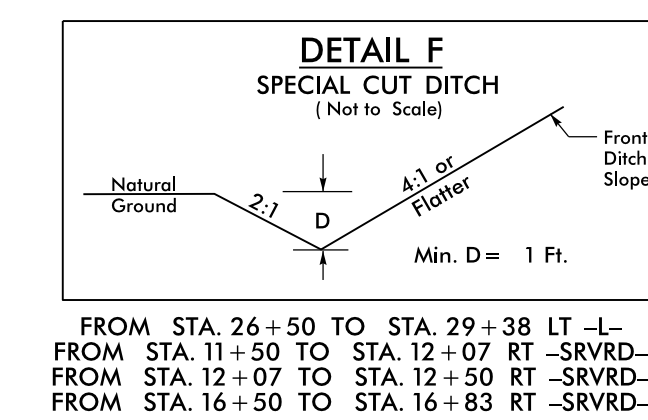 DETAIL F
SPECIAL CUT DITCH
( Not to Scale)
Natural
Ground
2:1
D
4:1 or
Flatter
Front
Ditch
Slope
Min. D = 1 Ft.
FROM STA. 26+50 TO STA. 29+38 LT -L-
FROM STA. 11+50 TO STA. 12+07 RT -SRVRD-
FROM STA. 12+07 TO STA. 12+50 RT -SRVRD-
FROM STA. 16+50 TO STA. 16+83 RT -SRVRD-